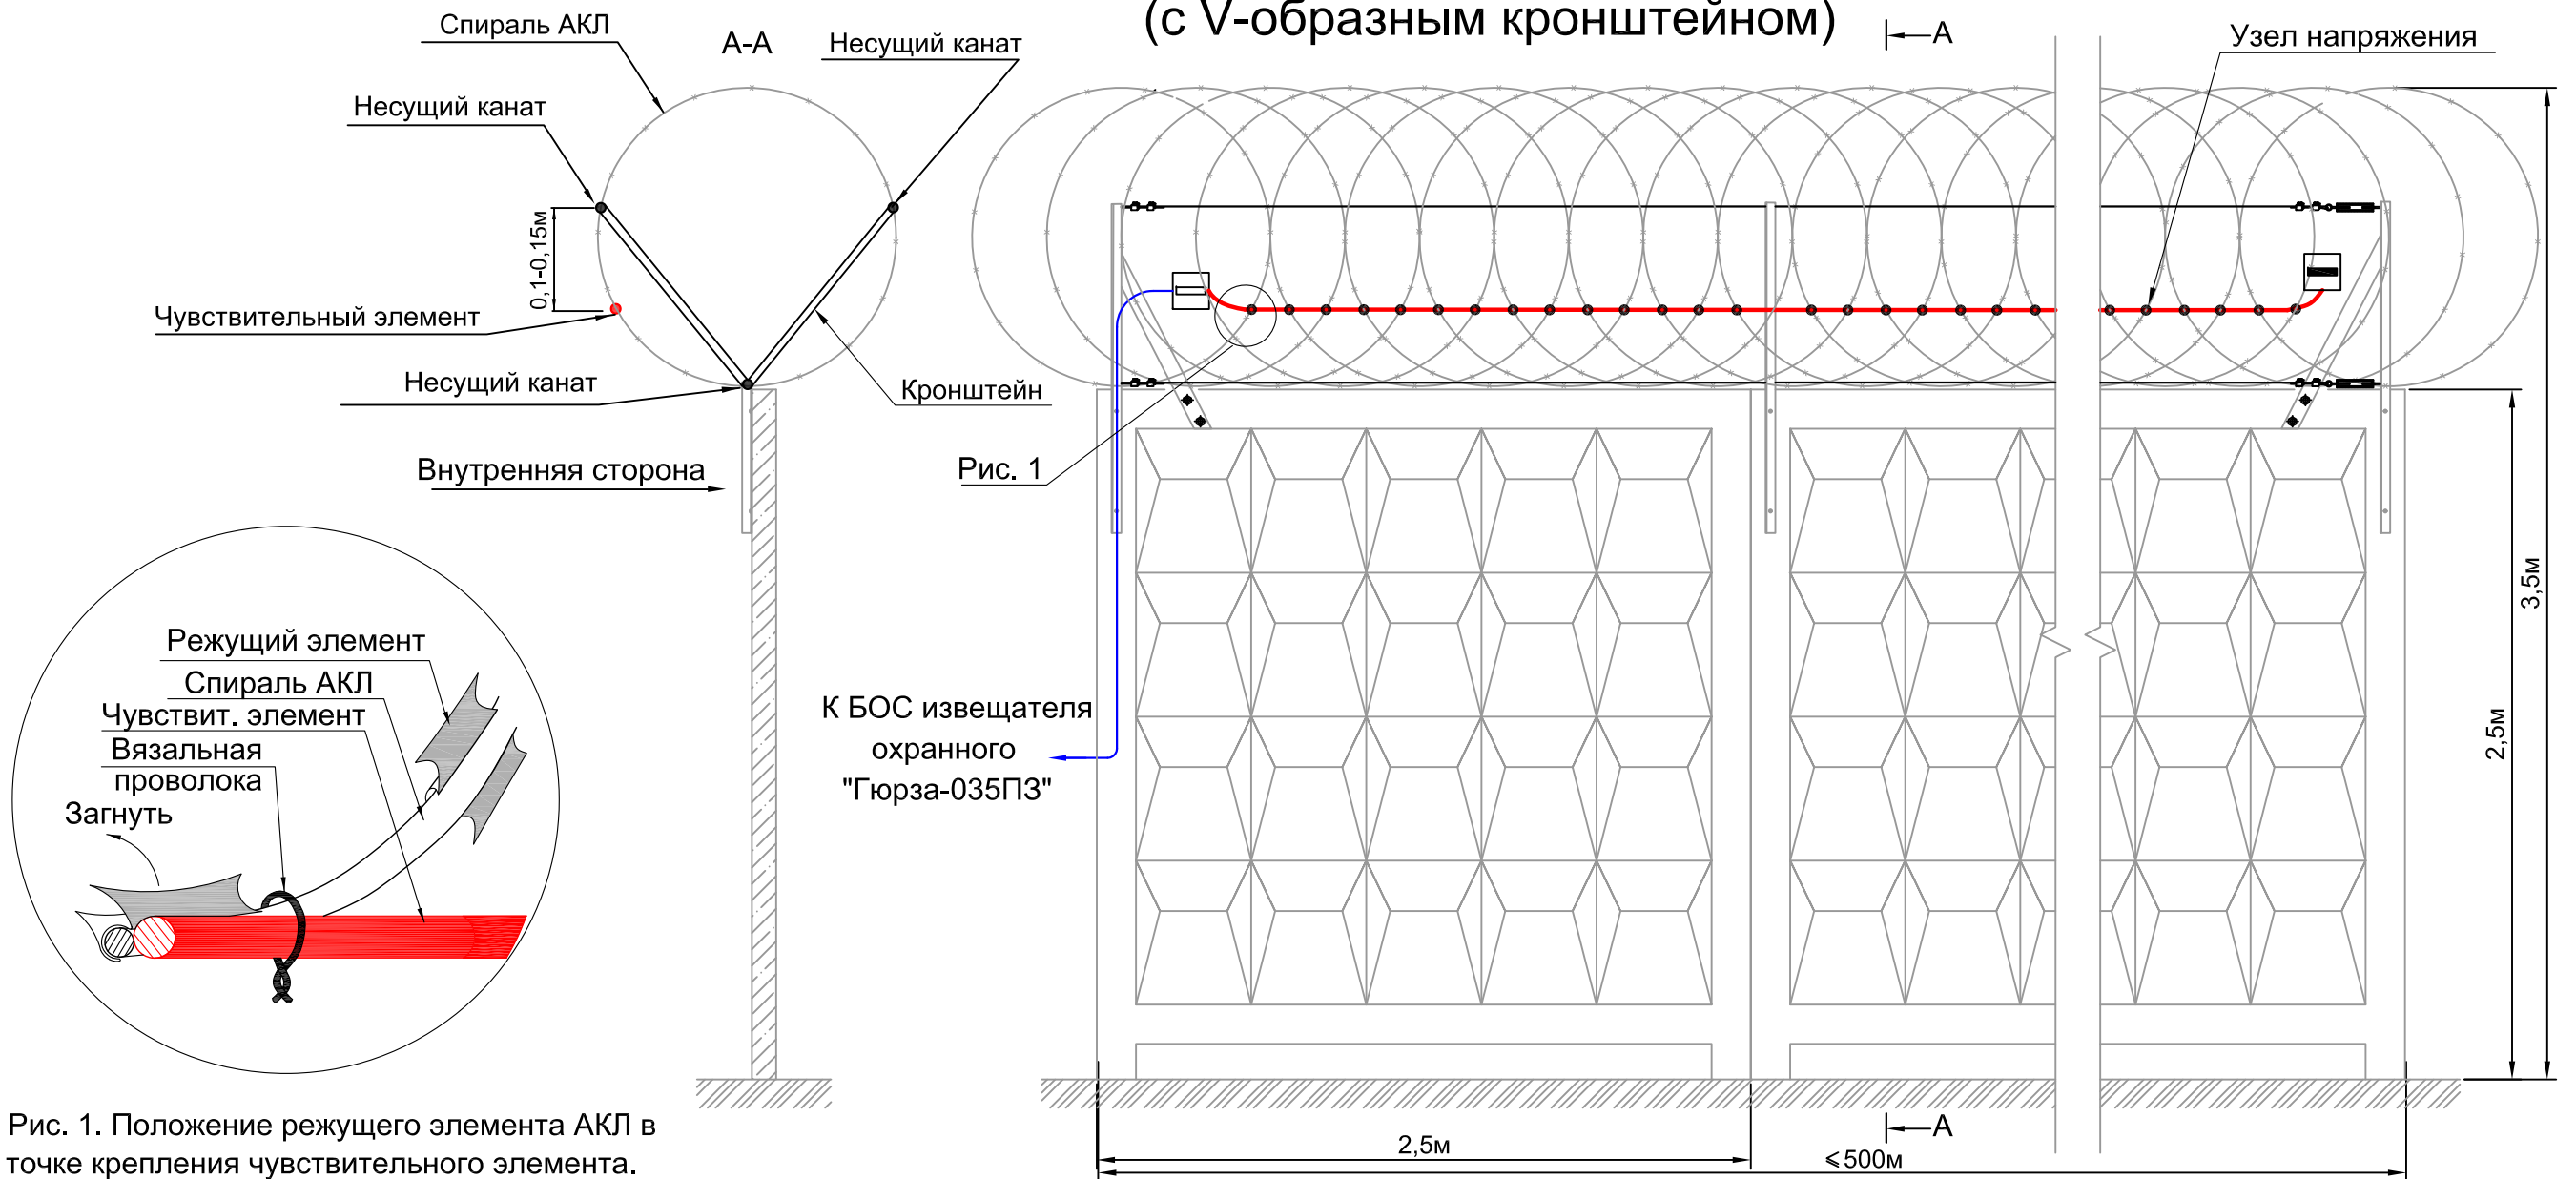 (с V-образным кронштейном)
Спираль АКЛ
А-А
Несущий канат
Несущий канат
0,1-0,15м
Чувствительный элемент
Несущий канат
Кронштейн
Внутренняя сторона
А
Узел напряжения
Рис. 1
3,5м
2,5м
К БОС извещателя
охранного
"Гюрза-035ПЗ"
Режущий элемент
Спираль АКЛ
Чувствит. элемент
Вязальная
проволока
Загнуть
А
2,5м
⩽500м
Рис. 1. Положение режущего элемента АКЛ в
точке крепления чувствительного элемента.